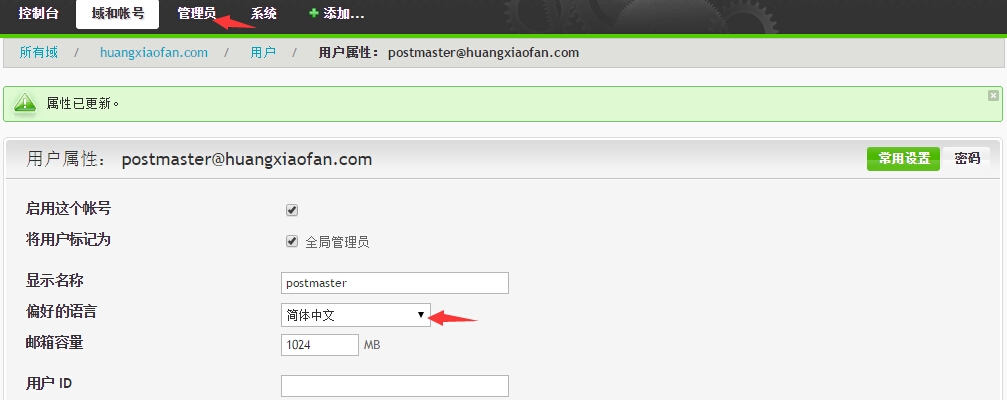 控制台 域和帐号 管理员 系统 添加...
所有域 / huangxiaofan.com / 用户 / 用户属性： postmaster@huangxiaofan.com
属性已更新。
用户属性： postmaster@huangxiaofan.com 常用设置 密码
启用这个帐号
将用户标记为 全局管理员
显示名称 postmaster
偏好的语言 简体中文
邮箱容量 1024 MB
用户 ID